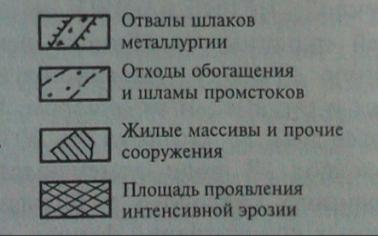 Отвалы шлаков
металлургии
Отходы обогащения
и шламы промстоков
Жилые массивы и прочие
сооружения
Площадь проявления
интенсивной эрозии